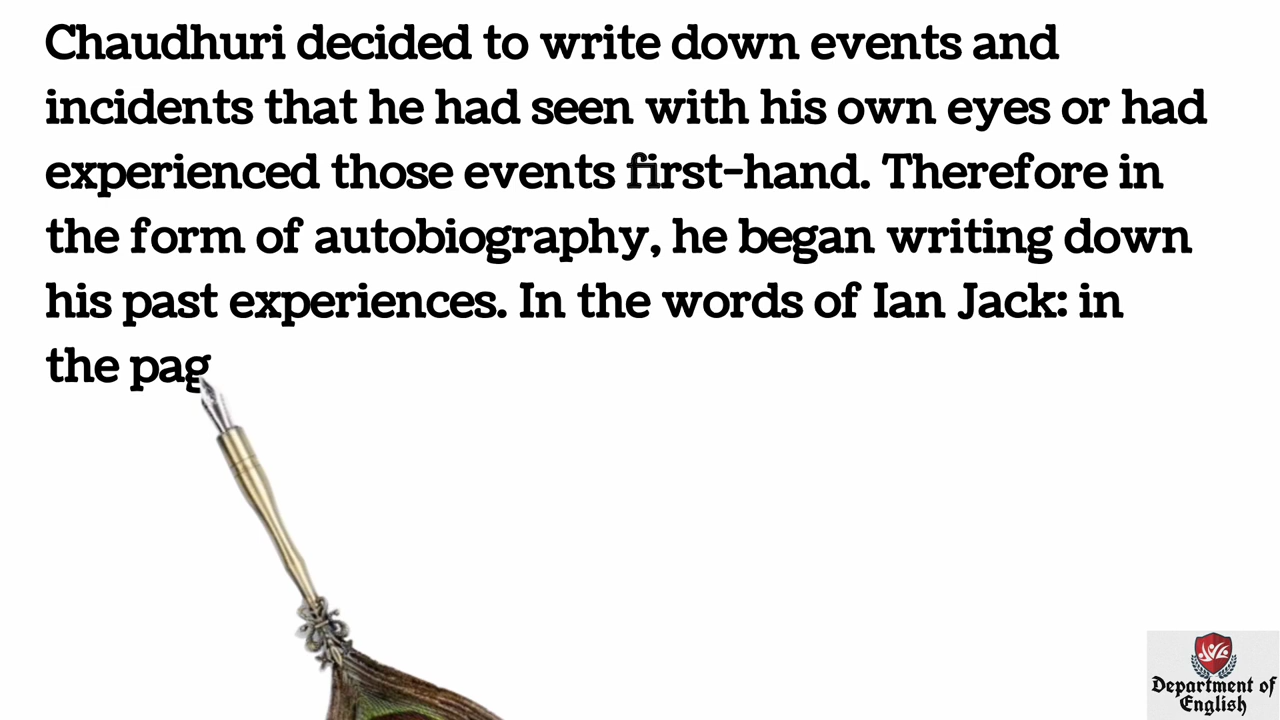 Chaudhuri decided to write down events and
incidents that he had seen with his own eyes or had
experienced those events first-hand. Therefore in
the form of autobiography, he began writing down
his past experiences. In the words of Ian Jack: in
the pag
Department of
English